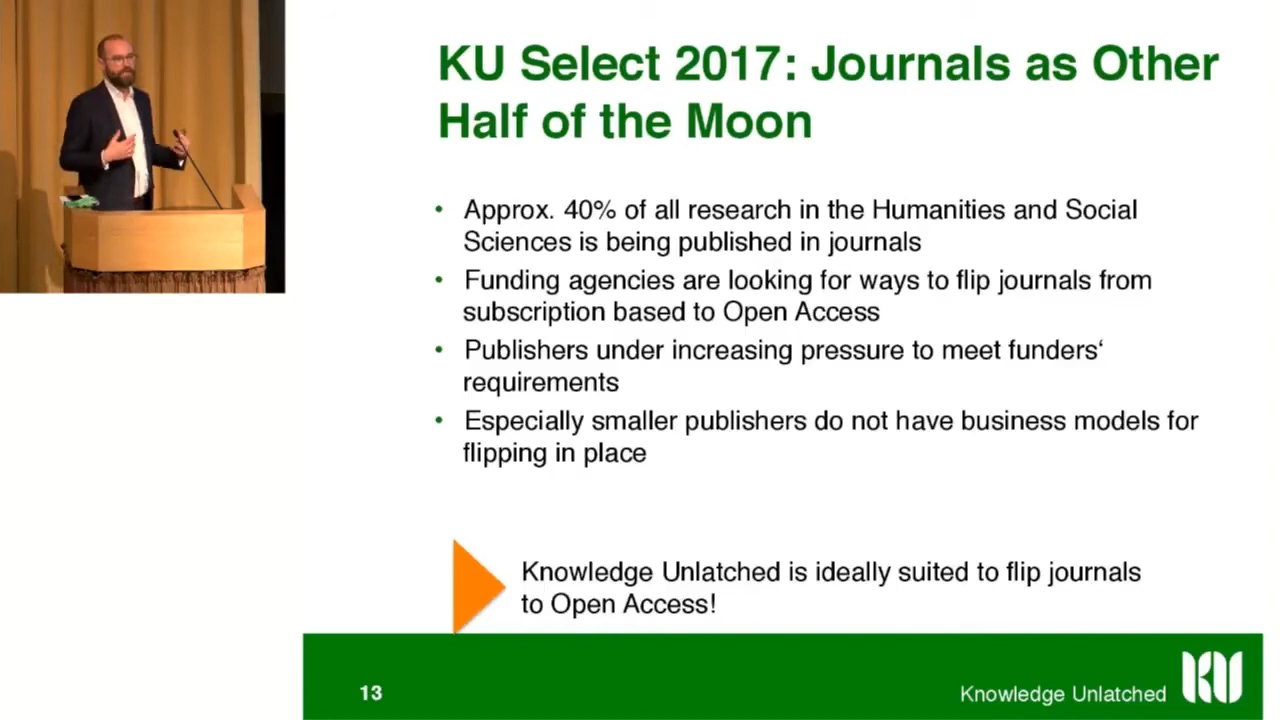 KU Select 2017: Journals as Other
Half of the Moon
• Approx. 40% of all research in the Humanities and Social
Sciences is being published in journals
• Funding agencies are looking for ways to flip journals from
subscription based to Open Access
• Publishers under increasing pressure to meet funders‘
requirements
• Especially smaller publishers do not have business models for
flipping in place
Knowledge Unlatched is ideally suited to flip journals
to Open Access!
13
Knowledge Unlatched KU